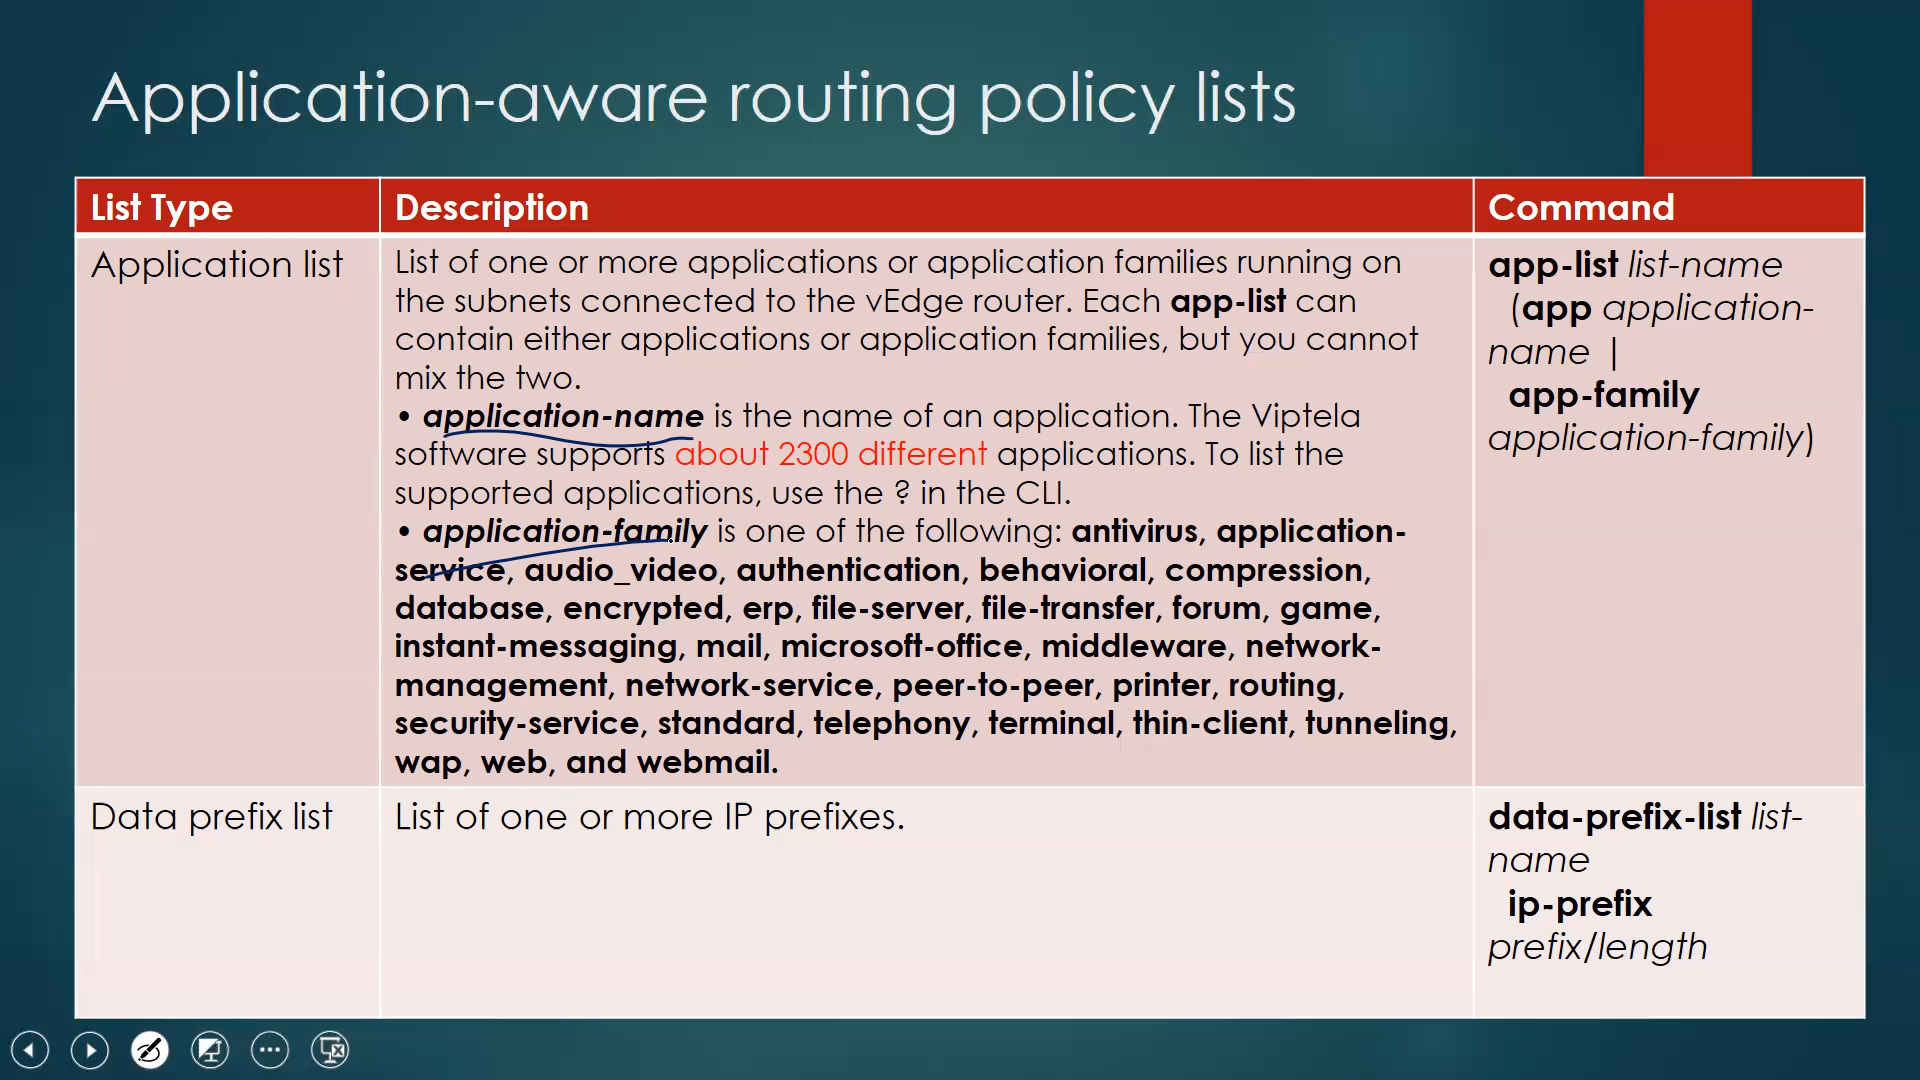 Application-aware routing policy lists
List Type
Description
Command
Application list
List of one or more applications or application families running on
the subnets connected to the vEdge router. Each app-list can
contain either applications or application families, but you cannot
mix the two.
• application-name is the name of an application. The Viptela
software supports about 2300 different applications. To list the
supported applications, use the ? in the CLI.
• application-family is one of the following: antivirus, application-
service, audio_video, authentication, behavioral, compression,
database, encrypted, erp, file-server, file-transfer, forum, game,
instant-messaging, mail, microsoft-office, middleware, network-
management, network-service, peer-to-peer, printer, routing,
security-service, standard, telephony, terminal, thin-client, tunneling,
wap, web, and webmail.
app-list list-name
(app application-
name |
app-family
application-family)
Data prefix list
List of one or more IP prefixes.
data-prefix-list list-
name
ip-prefix
prefix/length